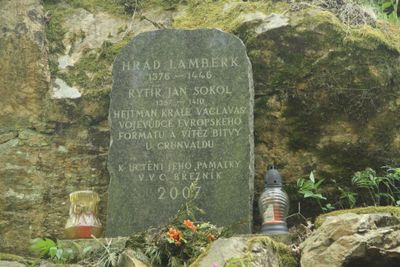 HRAD LAMBERK
1376 – 1446
RYTÍŘ JAN SOKOL
1357 – 1410
HEJTMAN KRÁLE VÁCLAVA
VOJEVŮDCE EVROPSKÉHO
FORMÁTU A VÍTĚZ BITVY
U GRUNVALDU
K UCTĚNÍ JEHO PAMÁTKY
V.V.C. BŘEZNÍK
2007